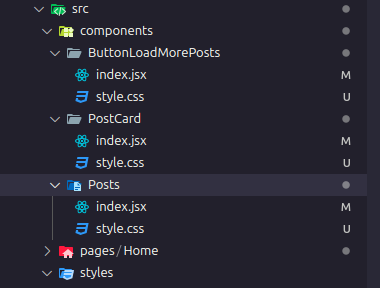 src
components
ButtonLoadMorePosts
index.jsx M
style.css U
PostCard
index.jsx M
style.css U
Posts
index.jsx M
style.css U
pages/Home
styles